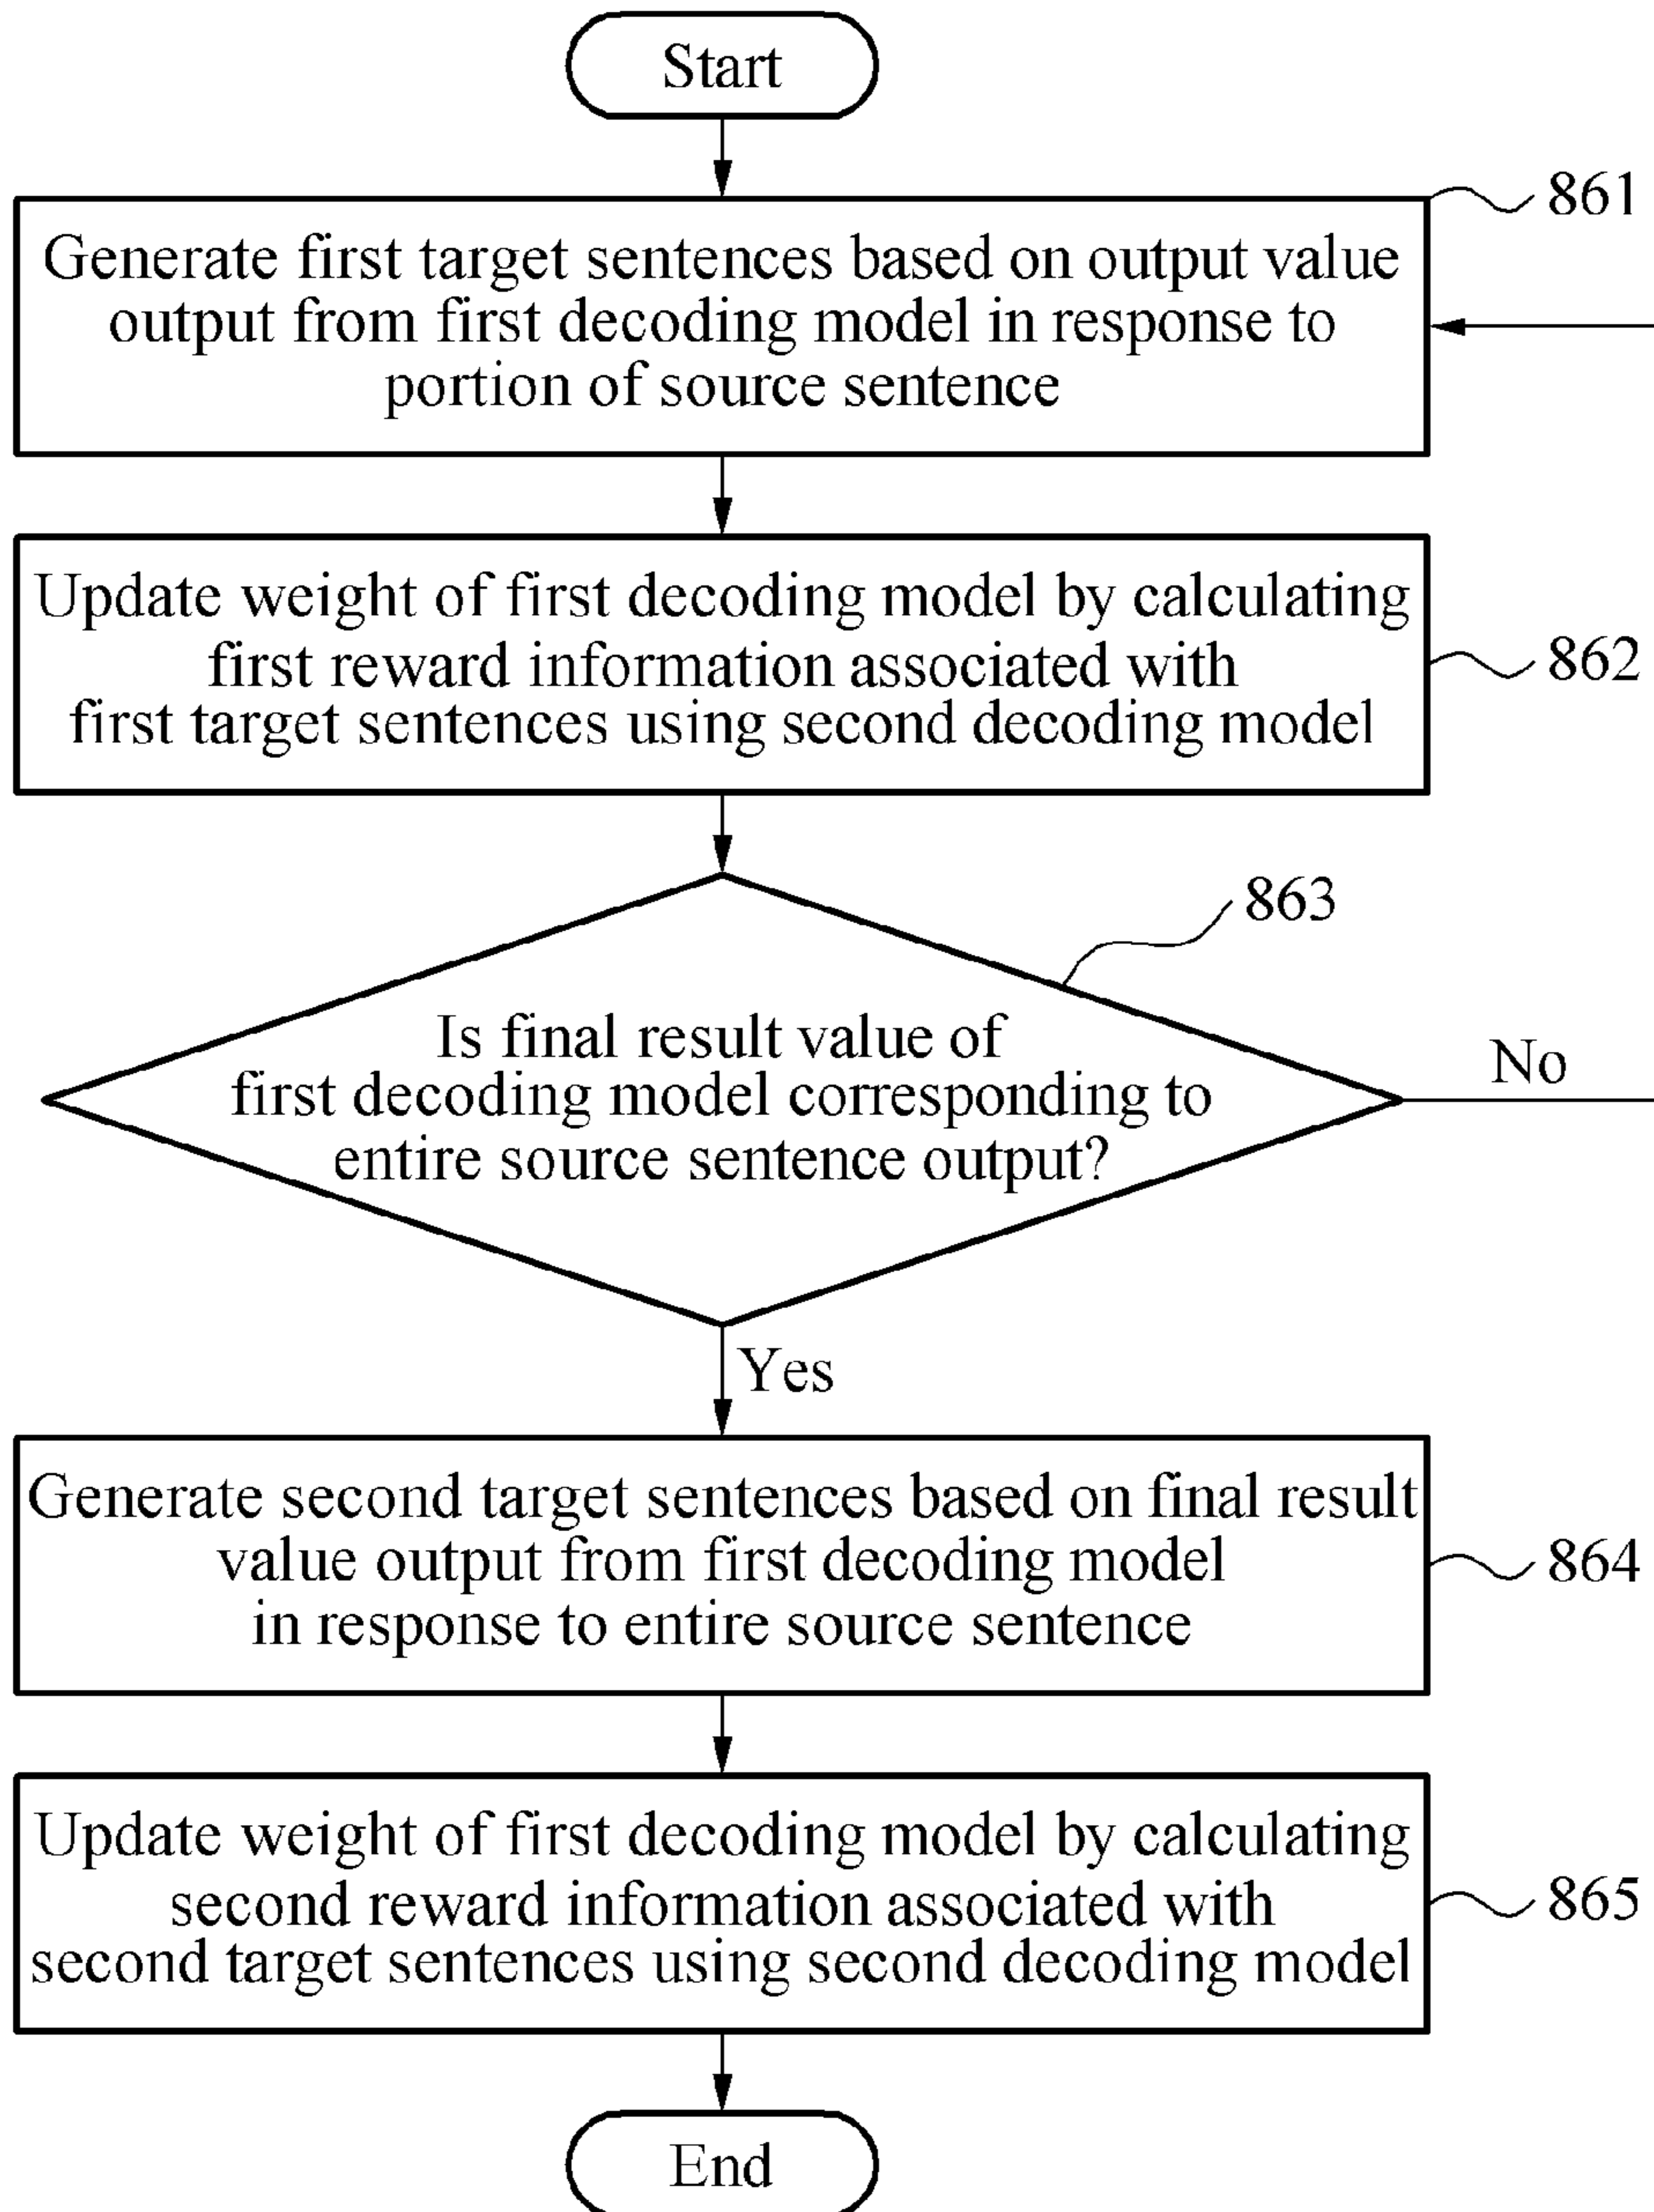 Start
861
Generate first target sentences based on output value
output from first decoding model in response to
portion of source sentence
Update weight of first decoding model by calculating
first reward information associated with
first target sentences using second decoding model
862
863
Is final result value of
first decoding model corresponding to
entire source sentence output?
No
Yes
Generate second target sentences based on final result
value output from first decoding model
in response to entire source sentence
864
Update weight of first decoding model by calculating
second reward information associated with
second target sentences using second decoding model
865
End